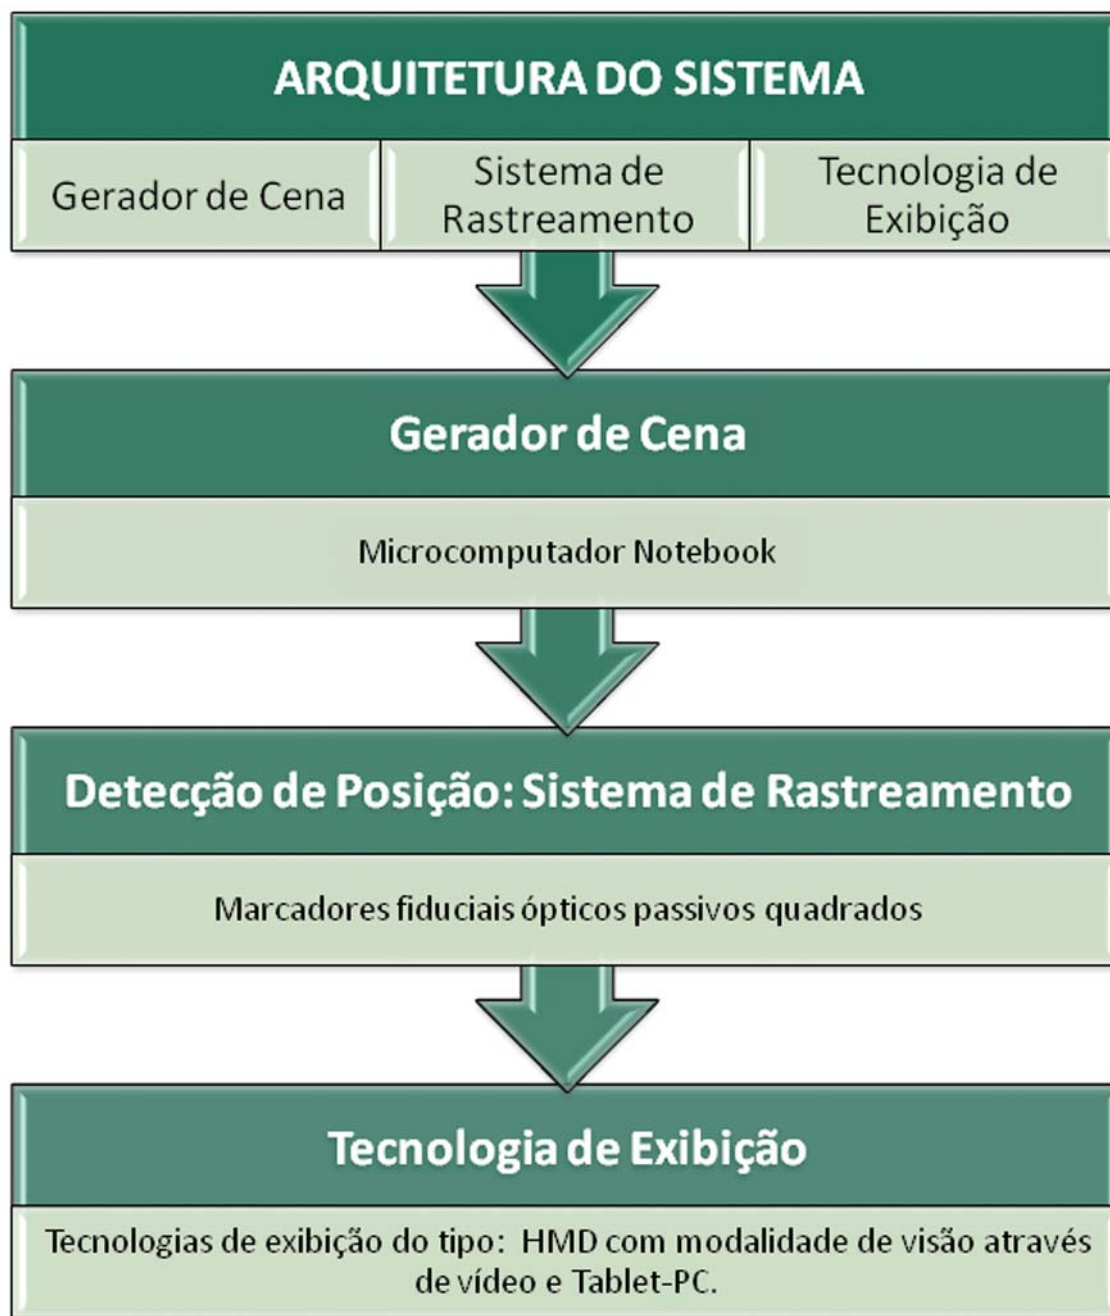 ARQUITETURA DO SISTEMA
Gerador de Cena
Sistema de
Rastreamento
Tecnologia de
Exibição
Gerador de Cena
Microcomputador Notebook
Detecção de Posição: Sistema de Rastreamento
Marcadores fiduciais ópticos passivos quadrados
Tecnologia de Exibição
Tecnologias de exibição do tipo: HMD com modalidade de visão através
de vídeo e Tablet-PC.